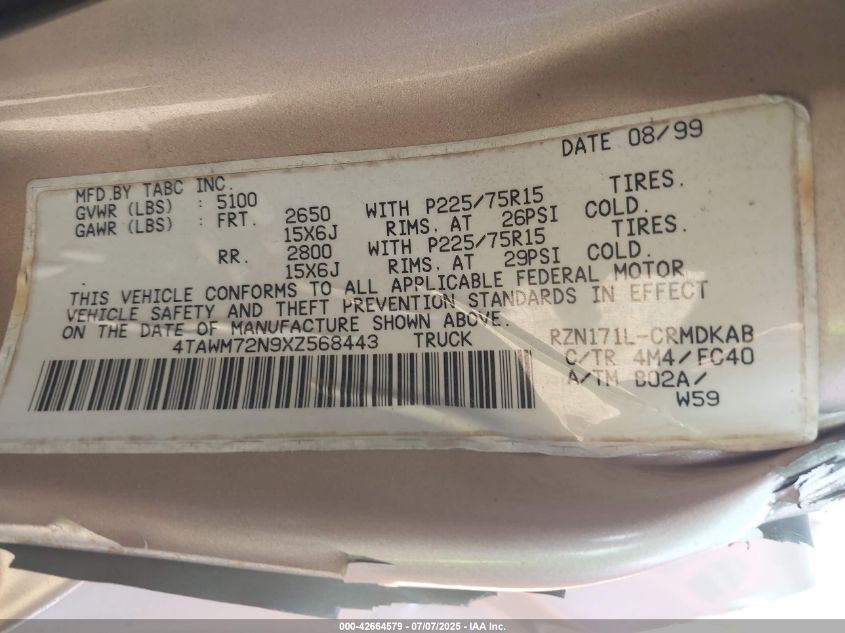 DATE 08/99
MFD.BY TABC INC.
GVWR (LBS) : 5100
GAWR (LBS) : FRT. 2650 WITH P225/75R15 TIRES.
15X6J RIMS. AT 26PSI COLD.
RR. 2800 WITH P225/75R15 TIRES.
15X6J RIMS. AT 29PSI COLD.
THIS VEHICLE CONFORMS TO ALL APPLICABLE FEDERAL MOTOR
VEHICLE SAFETY AND THEFT PREVENTION STANDARDS IN EFFECT
ON THE DATE OF MANUFACTURE SHOWN ABOVE.
4TAWM72N9XZ568443 TRUCK RZN171L-CRMDKAB
C/TR 4M4/FC40
A/TM B02A/
W59
000-42664579 | 07/07/2025 - IAA Inc.